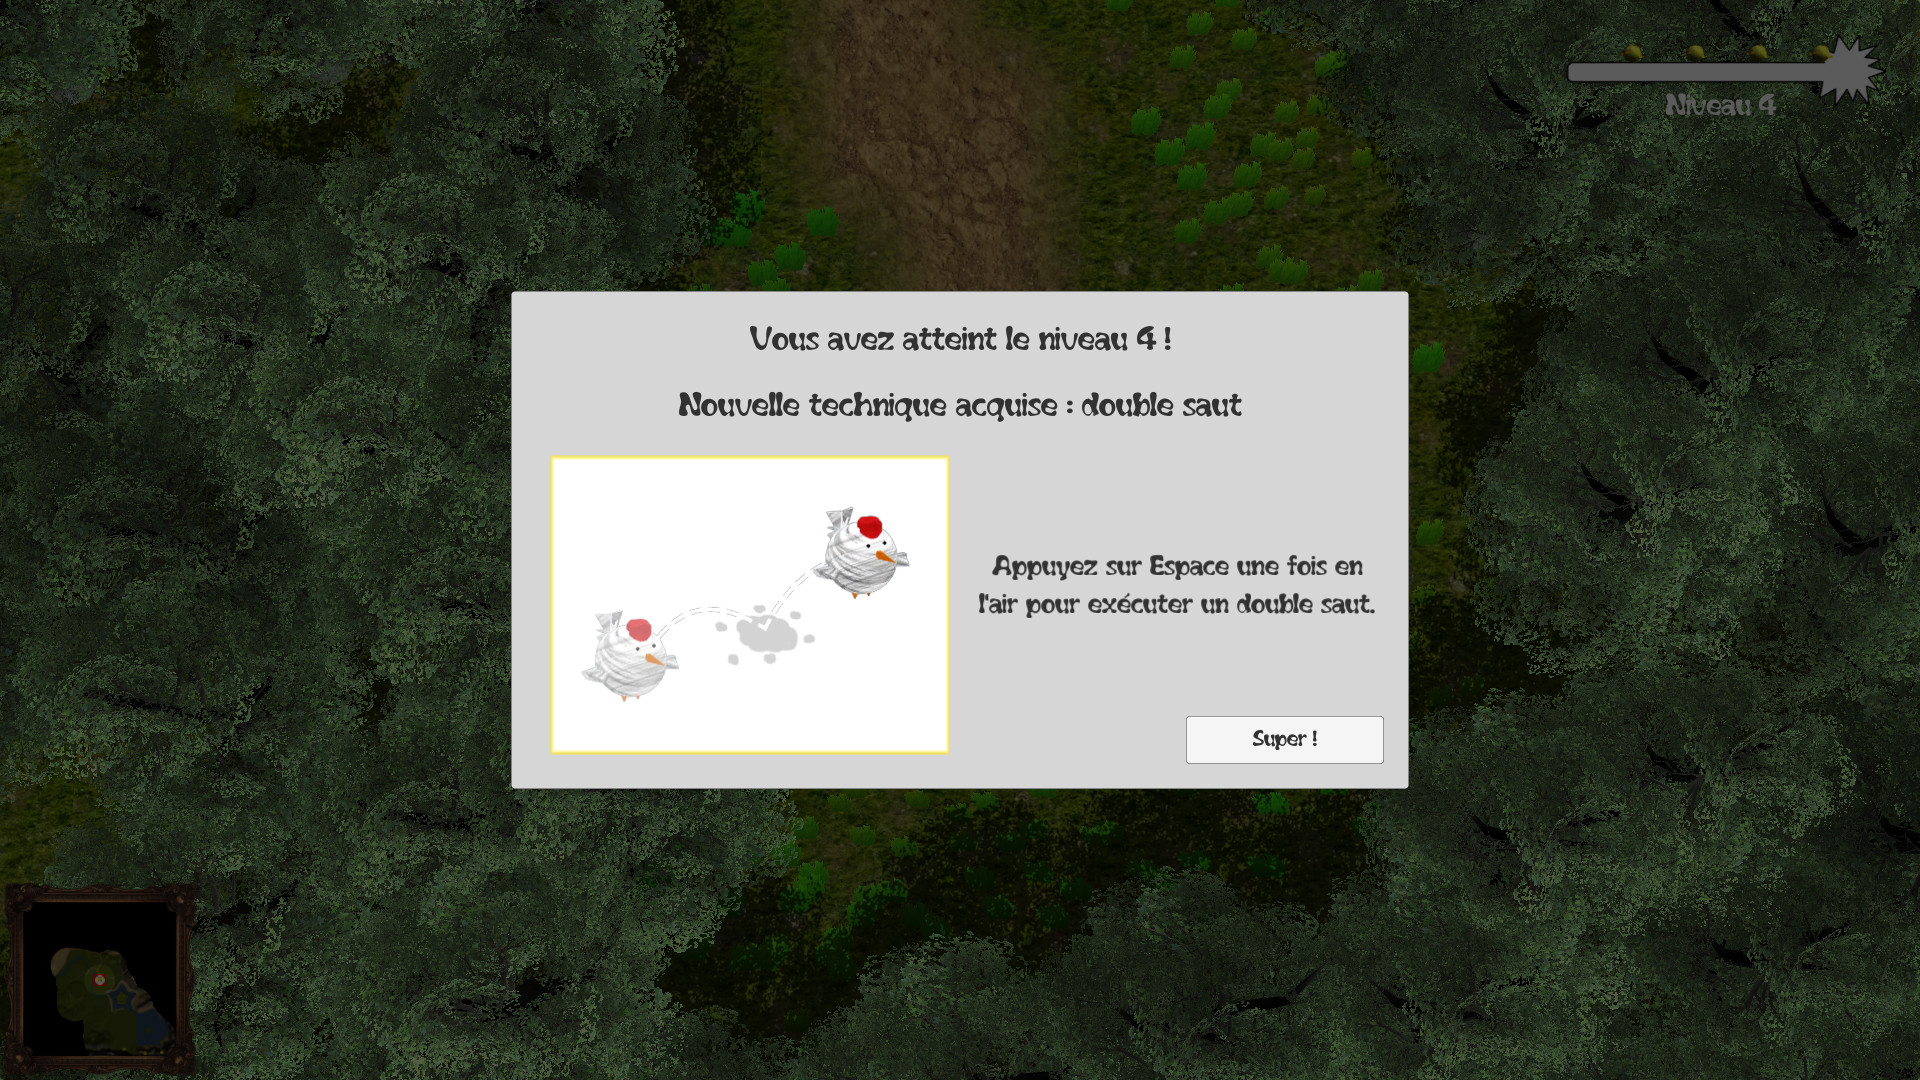 Niveau 4
Vous avez atteint le niveau 4 !
Nouvelle technique acquise : double saut
Appuyez sur Espace une fois en
l'air pour exécuter un double saut.
Super !